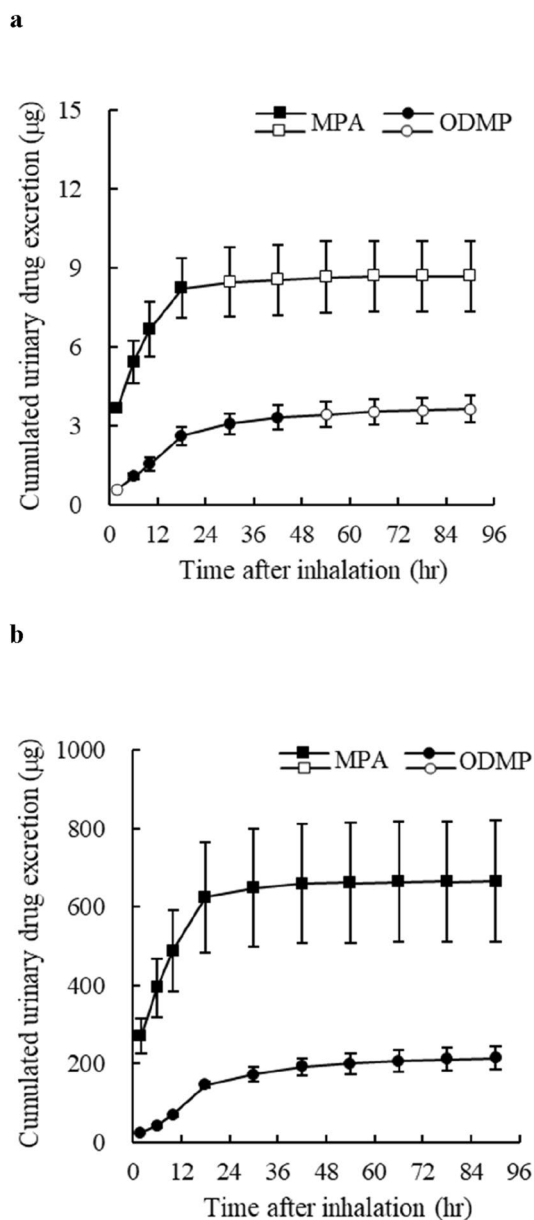 a
Cumulated urinary drug excretion (μg)
15
12
9
6
3
0
MPA
ODMP
0 12 24 36 48 60 72 84 96
Time after inhalation (hr)
b
Cumulated urinary drug excretion (μg)
1000
800
600
400
200
0
MPA
ODMP
0 12 24 36 48 60 72 84 96
Time after inhalation (hr)